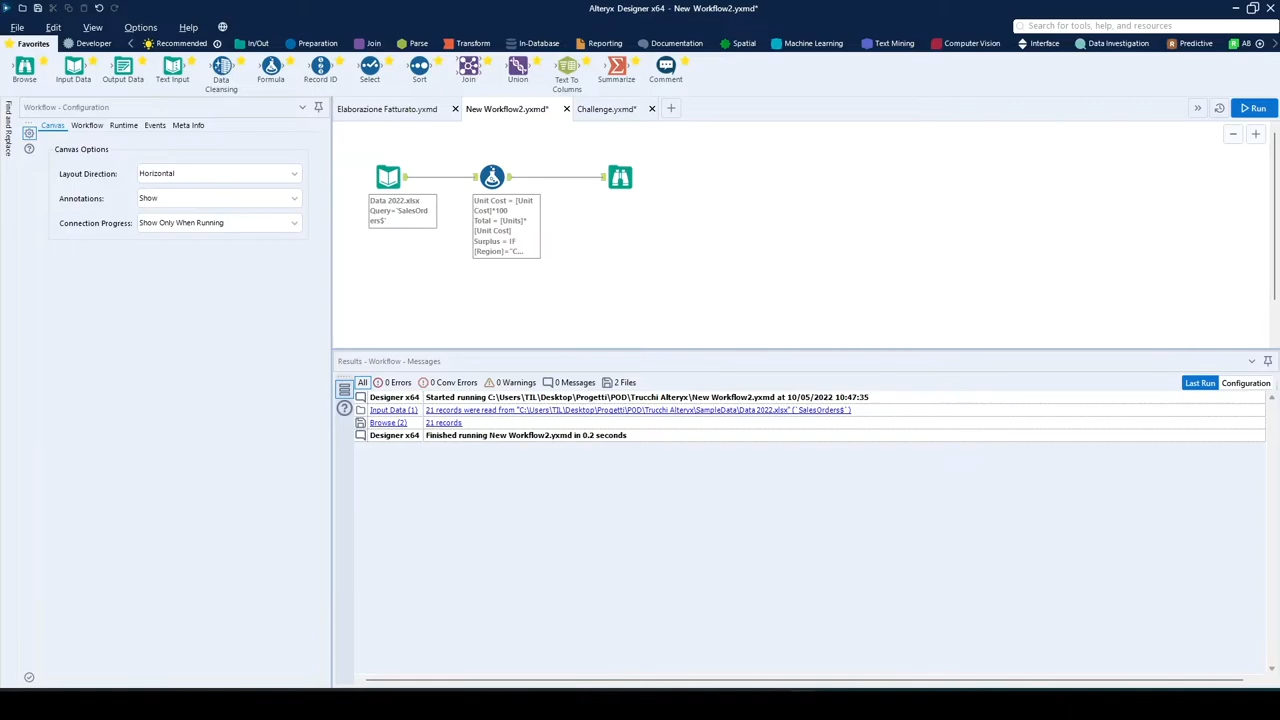 Alteryx Designer x64 - New Workflow2.yxmd*
File Edit View Options Help
Search for tools, help, and resources
Favorites Developer Recommended In/Out Preparation Join Parse Transform In-Database Reporting Documentation Spatial Machine Learning Text Mining Computer Vision Interface Data Investigation Predictive AB
Browse Input Data Output Data Text Input Data Cleansing Formula Record ID Select Sort Join Union Text To Columns Summarize Comment
Find and Replace
Workflow - Configuration
Elaborazione Fatturato.yxmd New Workflow2.yxmd* Challenge.yxmd*
Run
Canvas Workflow Runtime Events Meta Info
Canvas Options
Layout Direction: Horizontal
Annotations: Show
Connection Progress: Show Only When Running
Data 2022.xlsx
Query=`SalesOrd
ers$`
Unit Cost = [Unit
Cost]*100
Total = [Units]*
[Unit Cost]
Surplus = IF
[Region]="C...
Results - Workflow - Messages
All 0 Errors 0 Conv Errors 0 Warnings 0 Messages 2 Files
Last Run Configuration
Designer x64 Started running C:\Users\TIL\Desktop\Progetti\POD\Trucchi Alteryx\New Workflow2.yxmd at 10/05/2022 10:47:35
Input Data (1) 21 records were read from "C:\Users\TIL\Desktop\Progetti\POD\Trucchi Alteryx\SampleData\Data 2022.xlsx" (`SalesOrders$`)
Browse (2) 21 records
Designer x64 Finished running New Workflow2.yxmd in 0.2 seconds